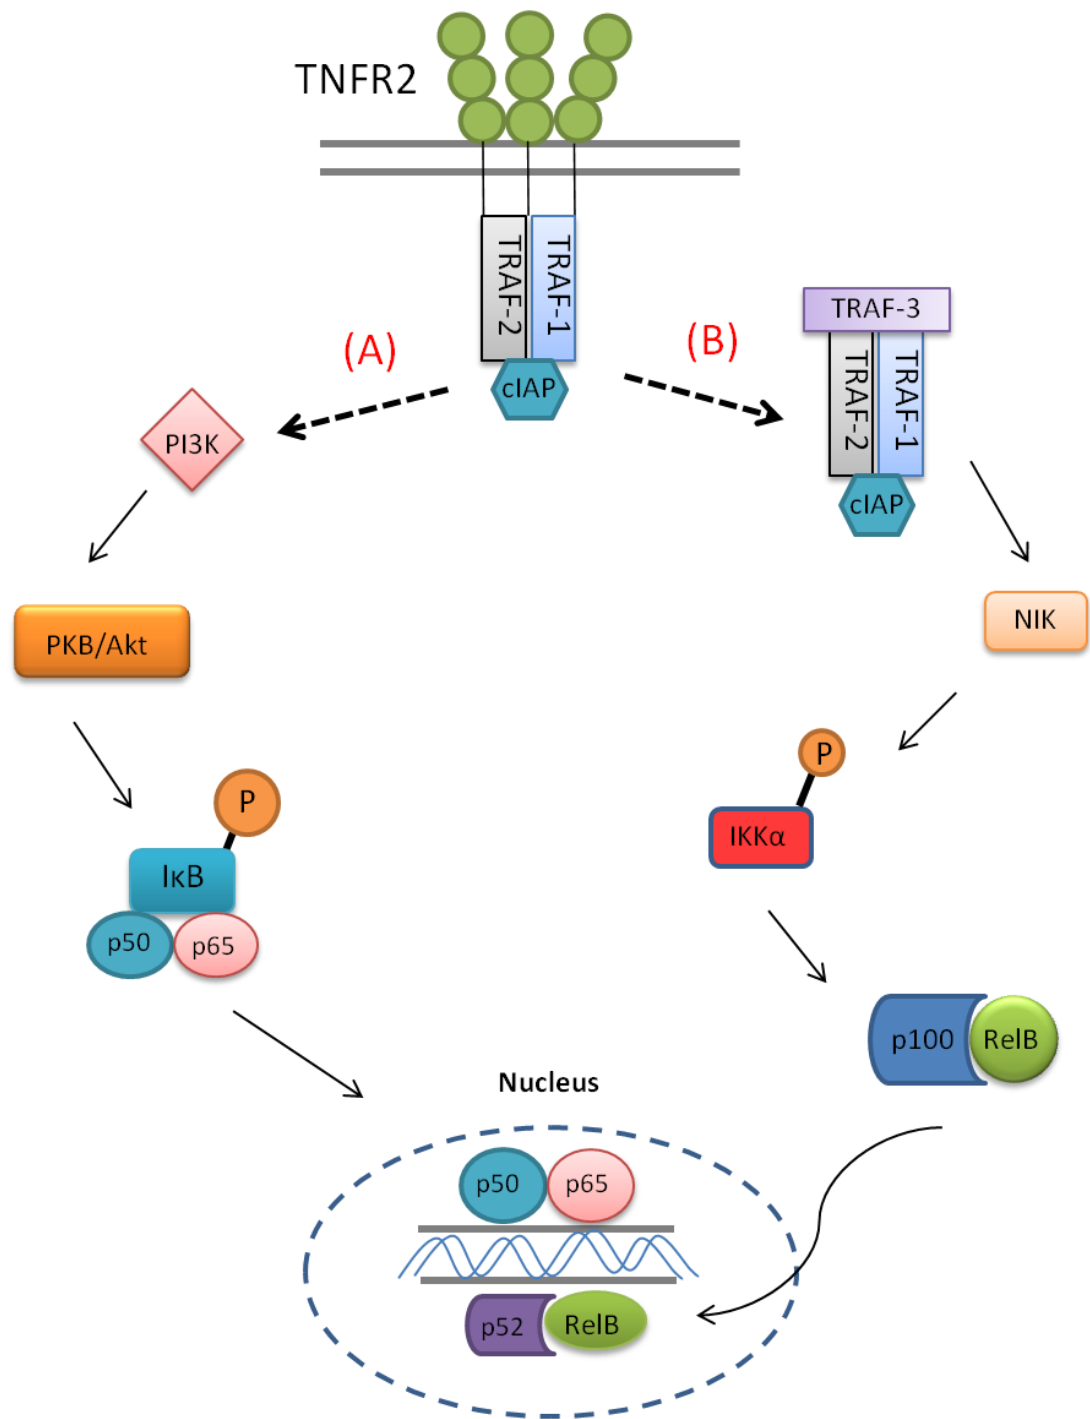 TNFR2
TRAF-2
TRAF-1
cIAP
(A)
(B)
TRAF-3
TRAF-2
TRAF-1
cIAP
PI3K
NIK
PKB/Akt
P
IKKα
P
IκB
p50
p65
p100
RelB
Nucleus
p50
p65
p52
RelB